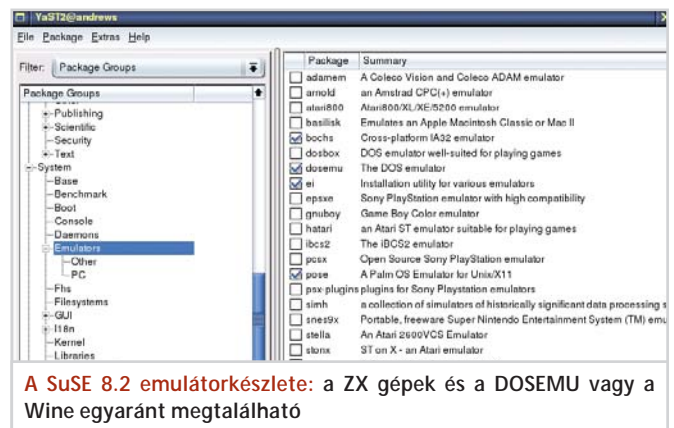 YaST2@andrews
File Package Extras Help
Filter: Package Groups
Package Groups
Publishing
Scientific
Security
Text
System
Base
Benchmark
Boot
Console
Daemons
Emulators
Other
PC
Fhs
Filesystems
GUI
I18n
Kernel
Libraries
Package Summary
adamem A Coleco Vision and Coleco ADAM emulator
arnold an Amstrad CPC(+) emulator
atari800 Atari800/XL/XE/5200 emulator
basilisk Emulates an Apple Macintosh Classic or Mac II
bochs Cross-platform IA32 emulator
dosbox DOS emulator well-suited for playing games
dosemu The DOS emulator
ei Installation utility for various emulators
epsxe Sony PlayStation emulator with high compatibility
gnuboy Game Boy Color emulator
hatari an Atari ST emulator suitable for playing games
ibcs2 The iBCS2 emulator
pcsx Open Source Sony PlayStation emulator
pose A Palm OS Emulator for Unix/X11
psx-plugins plugins for Sony Playstation emulators
simh a collection of simulators of historically significant data processing s
snes9x Portable, freeware Super Nintendo Entertainment System (TM) emu
stella An Atari 2600VCS Emulator
stonx ST on X - an Atari emulator
A SuSE 8.2 emulátorkészlete: a ZX gépek és a DOSEMU vagy a
Wine egyaránt megtalálható